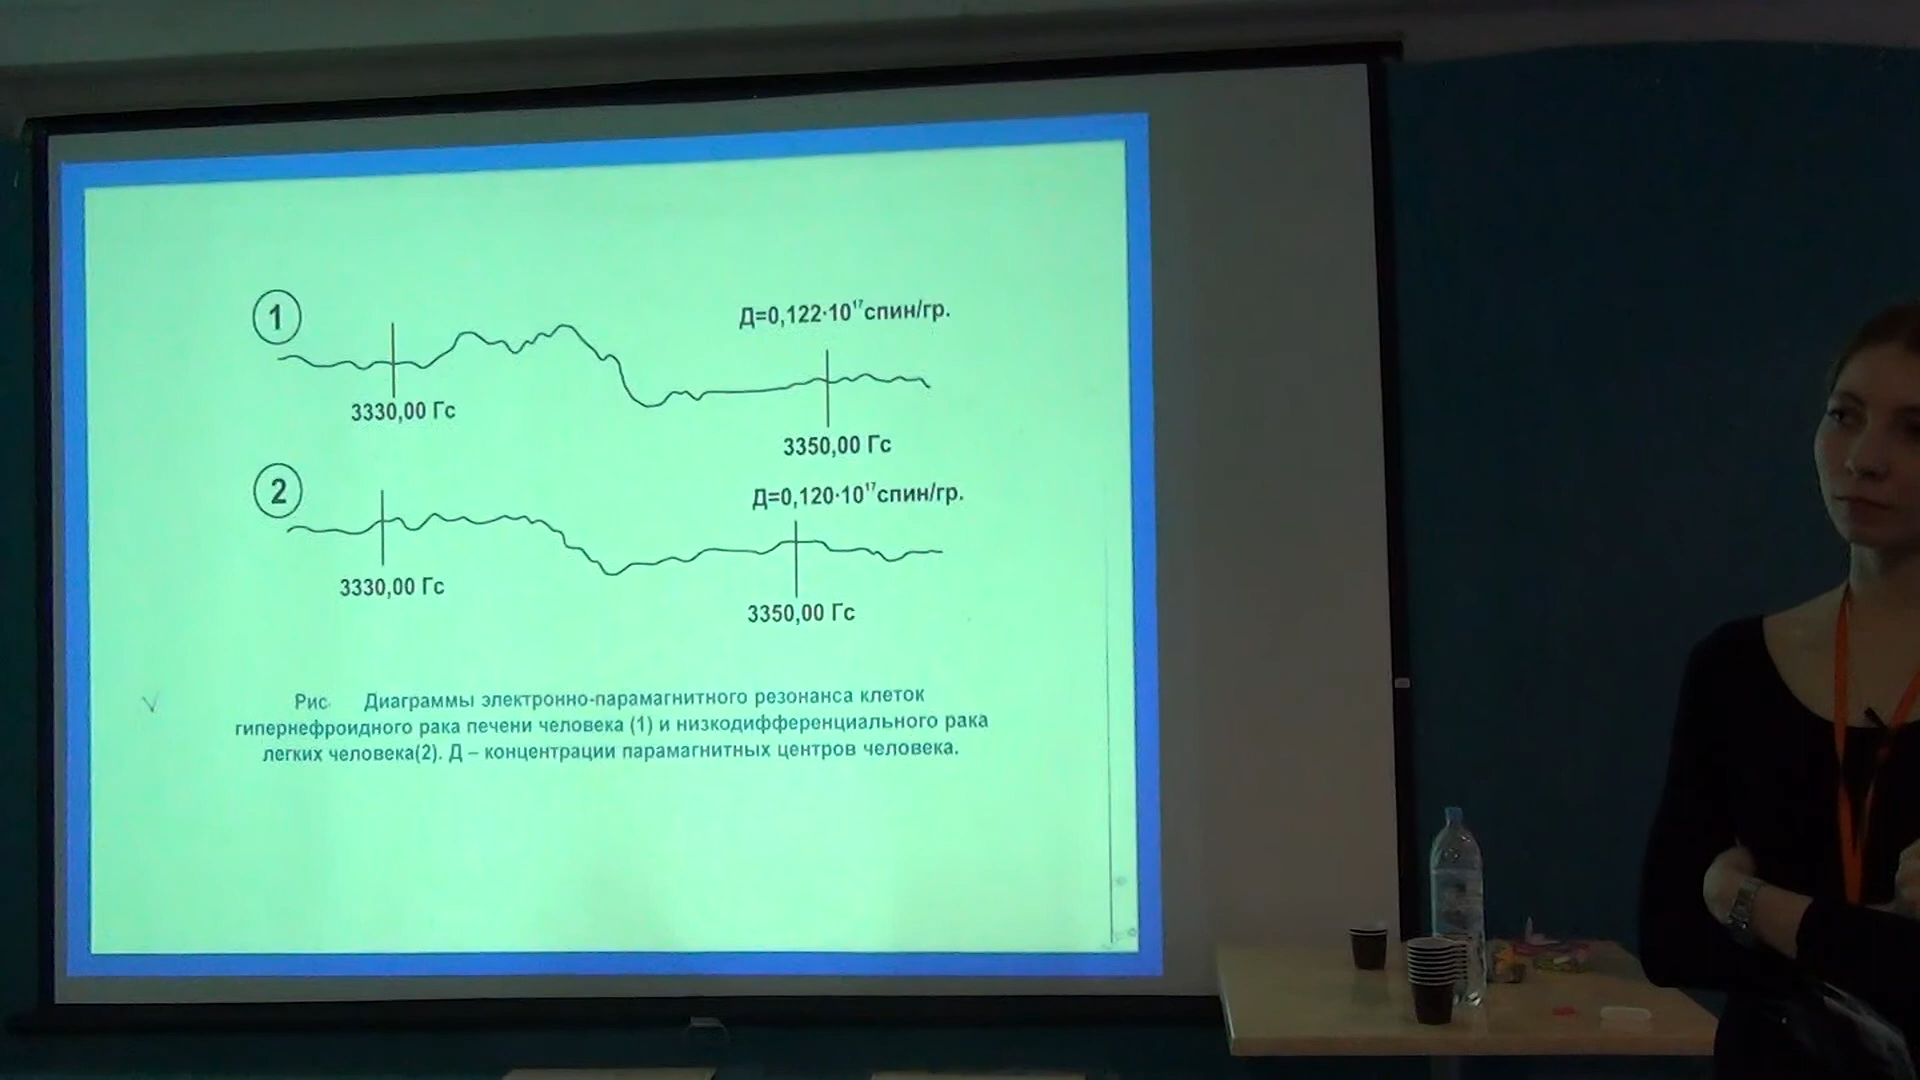 1
Д=0,122·10¹⁷спин/гр.
3330,00 Гс
3350,00 Гс
2
Д=0,120·10¹⁷спин/гр.
3330,00 Гс
3350,00 Гс
Рис. Диаграммы электронно-парамагнитного резонанса клеток
гипернефроидного рака печени человека (1) и низкодифференциального рака
легких человека(2). Д – концентрации парамагнитных центров человека.